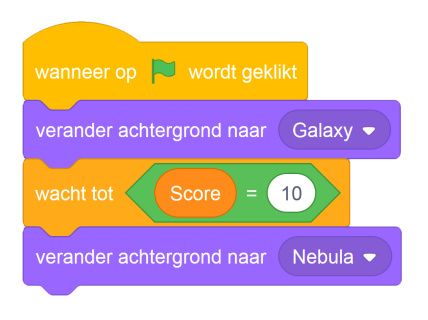 wanneer op wordt geklikt
verander achtergrond naar Galaxy
wacht tot Score = 10
verander achtergrond naar Nebula